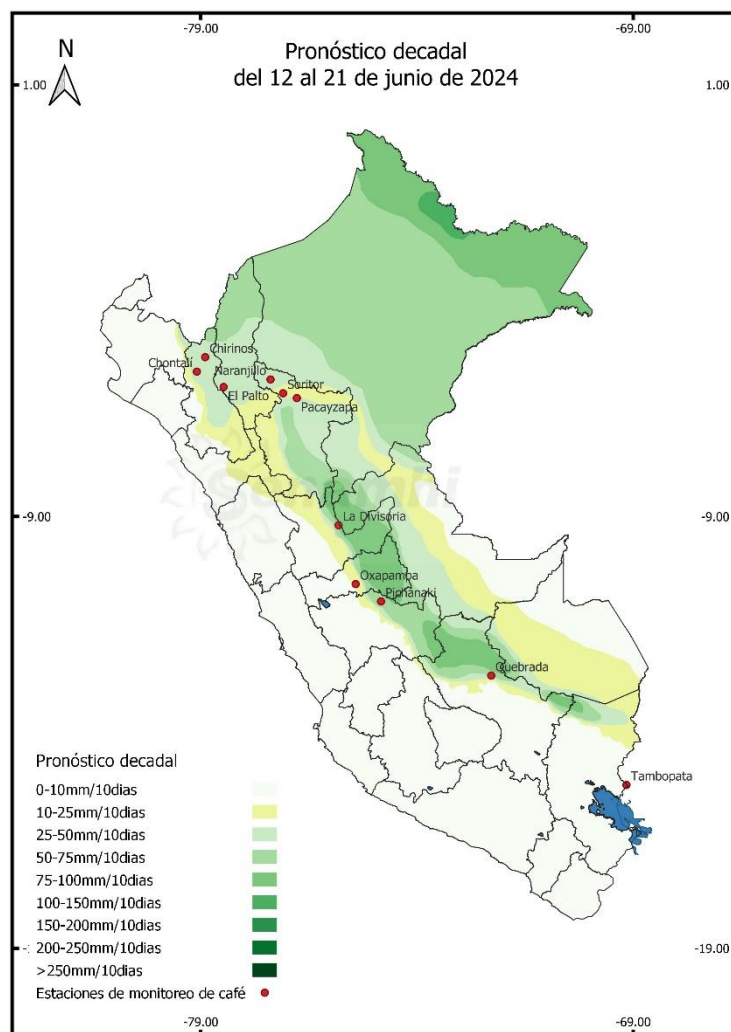 -79.00
-69.00
Pronóstico decadal
del 12 al 21 de junio de 2024
N
1.00
1.00
Chirinos
Chontalí
Naranjillo
Soritor
El Palto
Pacayzapa
Senamhi
-9.00
-9.00
La Divisoria
Oxapampa
Pichanaki
Quebrada
Tambopata
Pronóstico decadal
0-10mm/10dias
10-25mm/10dias
25-50mm/10dias
50-75mm/10dias
75-100mm/10dias
100-150mm/10dias
150-200mm/10dias
200-250mm/10dias
>250mm/10dias
Estaciones de monitoreo de café
-19.00
-79.00
-69.00